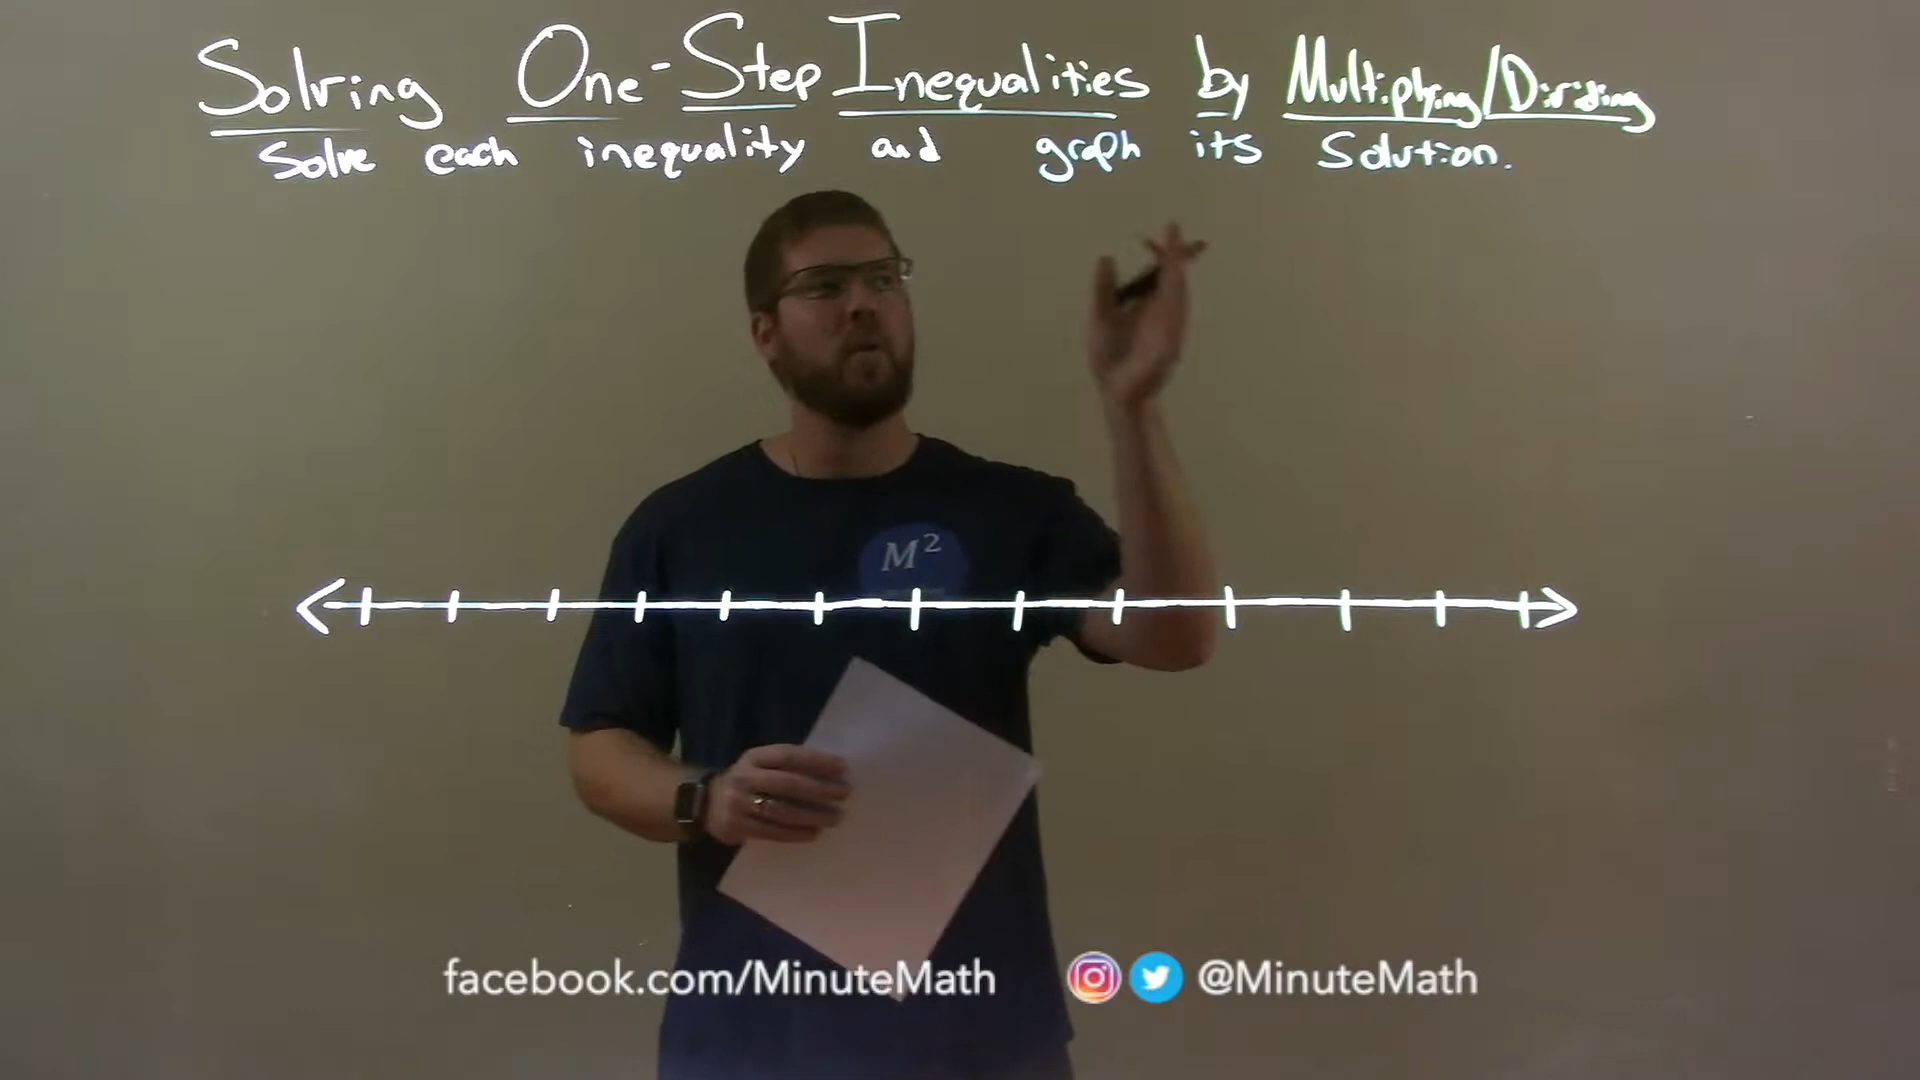 Solving One-Step Inequalities by Multiplying/Dividing
Solve each inequality and graph its solution.
M²
facebook.com/MinuteMath @MinuteMath